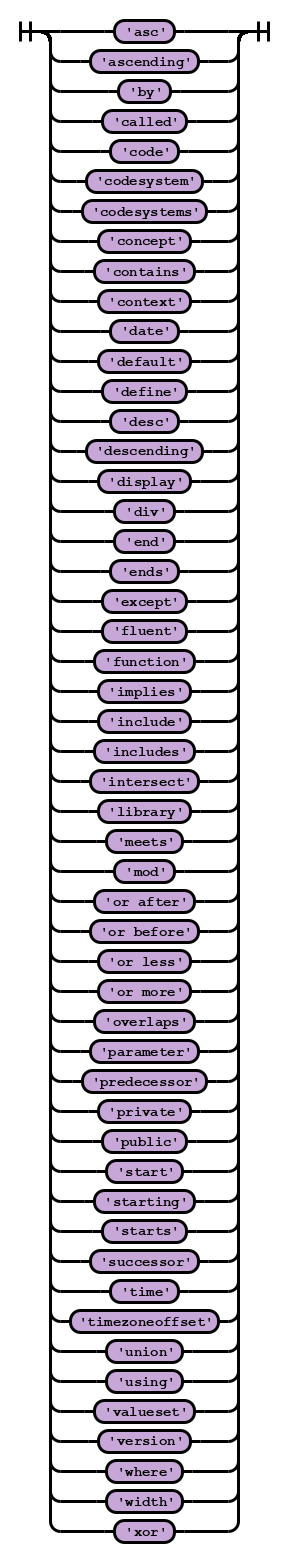 'asc'
'ascending'
'by'
'called'
'code'
'codesystem'
'codesystems'
'concept'
'contains'
'context'
'date'
'default'
'define'
'desc'
'descending'
'display'
'div'
'end'
'ends'
'except'
'fluent'
'function'
'implies'
'include'
'includes'
'intersect'
'library'
'meets'
'mod'
'or after'
'or before'
'or less'
'or more'
'overlaps'
'parameter'
'predecessor'
'private'
'public'
'start'
'starting'
'starts'
'successor'
'time'
'timezoneoffset'
'union'
'using'
'valueset'
'version'
'where'
'width'
'xor'